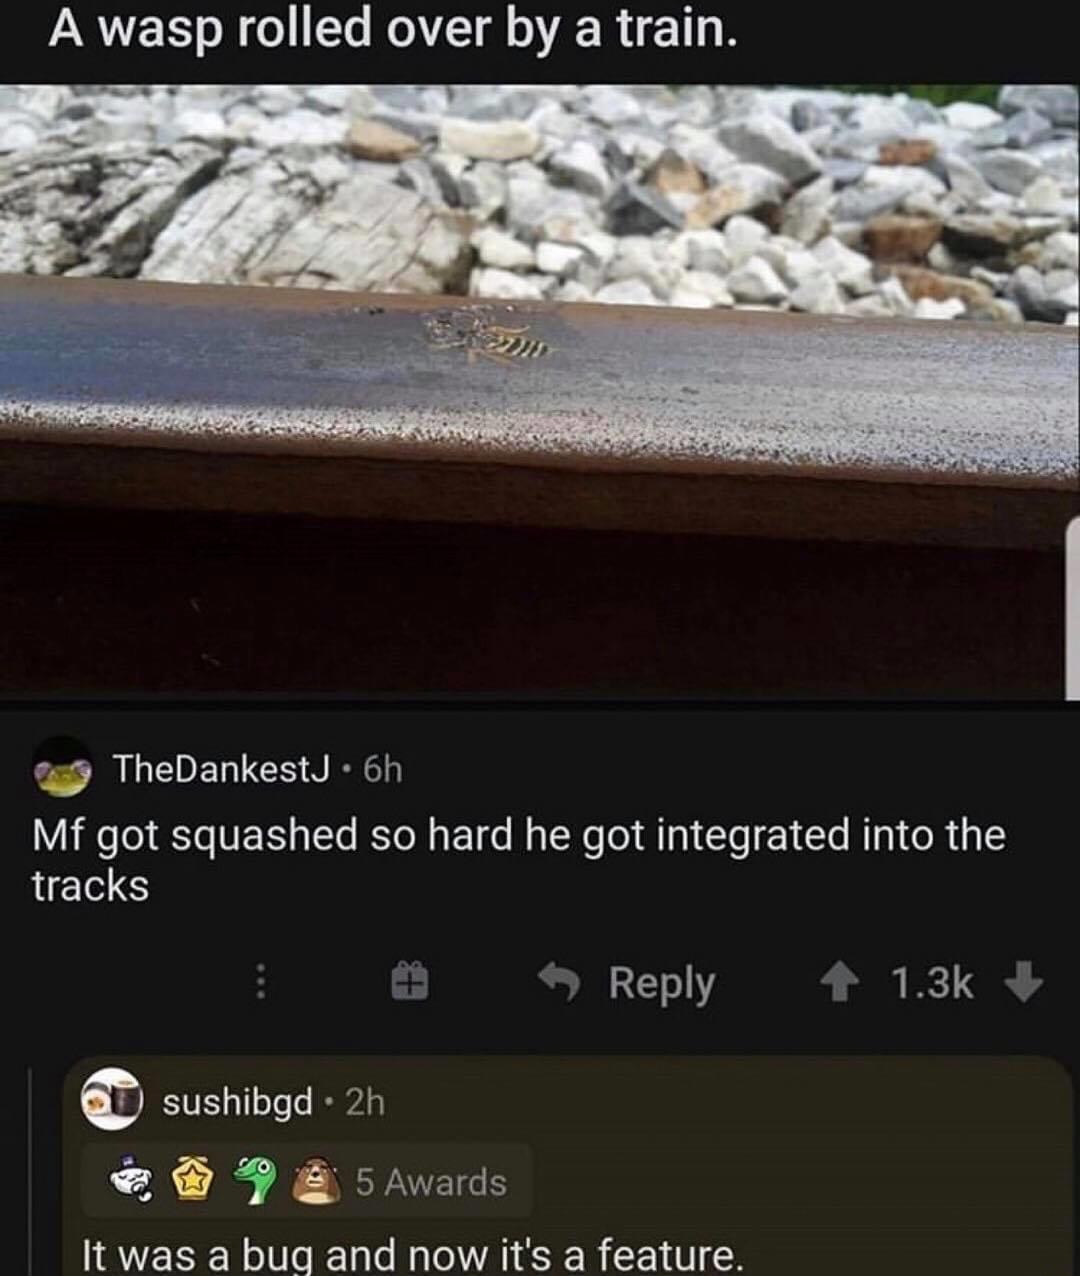 A wasp rolled over by a train.
TheDankestJ • 6h
Mf got squashed so hard he got integrated into the
tracks
Reply 1.3k
sushibgd • 2h
5 Awards
It was a bug and now it's a feature.